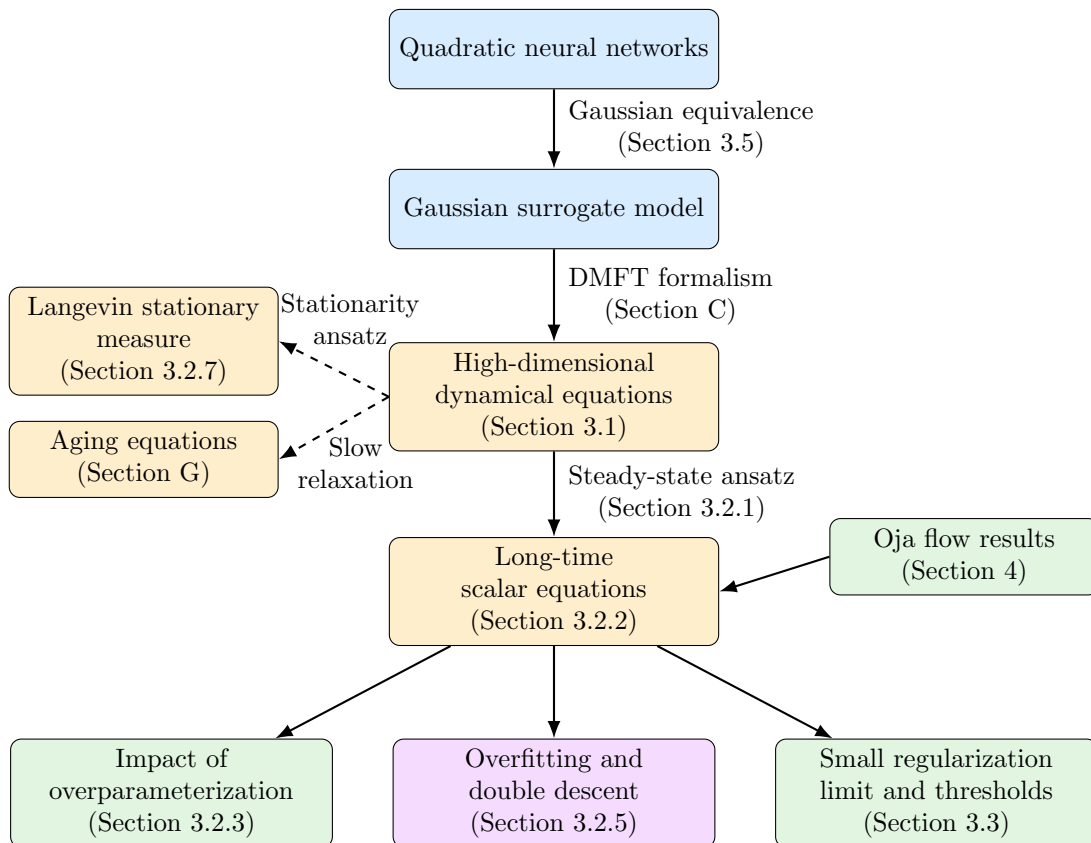 Quadratic neural networks
Gaussian equivalence
(Section 3.5)
Gaussian surrogate model
DMFT formalism
(Section C)
Langevin stationary
measure
(Section 3.2.7)
Stationarity
ansatz
High-dimensional
dynamical equations
(Section 3.1)
Aging equations
(Section G)
Slow
relaxation
Steady-state ansatz
(Section 3.2.1)
Long-time
scalar equations
(Section 3.2.2)
Oja flow results
(Section 4)
Impact of
overparameterization
(Section 3.2.3)
Overfitting and
double descent
(Section 3.2.5)
Small regularization
limit and thresholds
(Section 3.3)